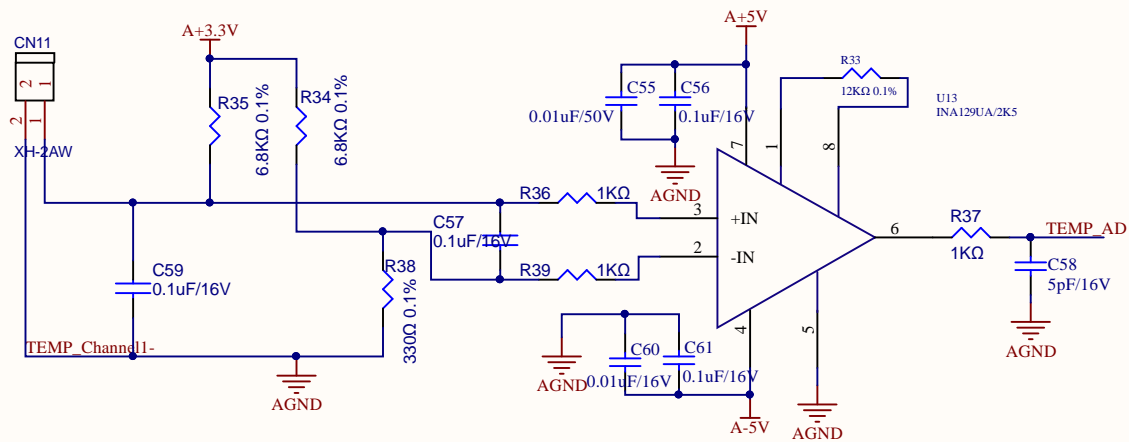 CN11
2
1
2
1
XH-2AW
A+3.3V
R35
6.8KΩ 0.1%
R34
6.8KΩ 0.1%
A+5V
C55
0.01uF/50V
C56
0.1uF/16V
AGND
R33
12KΩ 0.1%
U13
INA129UA/2K5
7
1
8
R36
1KΩ
3
+IN
C57
0.1uF/16V
2
-IN
R39
1KΩ
6
R37
1KΩ
TEMP_AD
C58
5pF/16V
AGND
C59
0.1uF/16V
R38
330Ω 0.1%
TEMP_Channel1-
AGND
4
5
C60
0.01uF/16V
C61
0.1uF/16V
AGND
A-5V
AGND